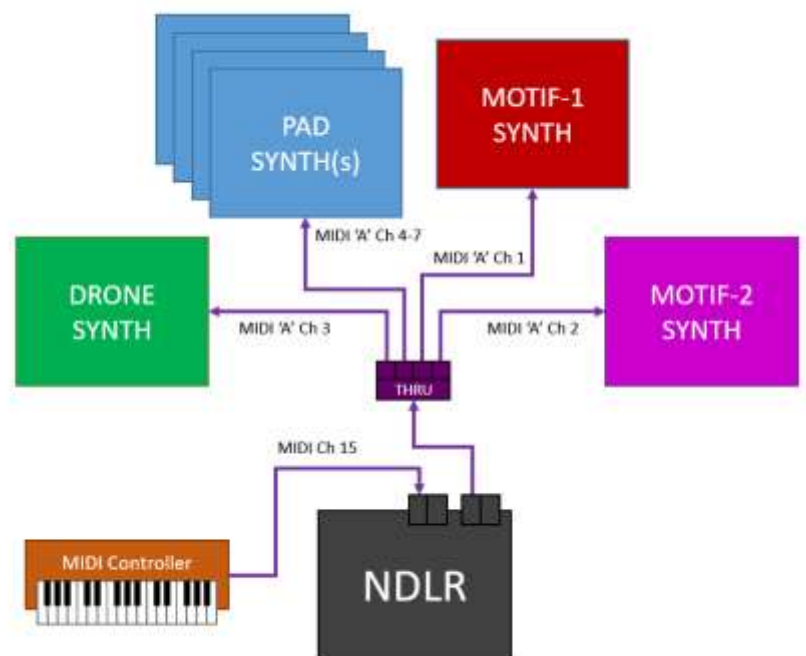 PAD
SYNTH(s)
MOTIF-1
SYNTH
MIDI 'A' Ch 4-7
MIDI 'A' Ch 1
DRONE
SYNTH
MOTIF-2
SYNTH
MIDI 'A' Ch 3
MIDI 'A' Ch 2
THRU
MIDI Ch 15
MIDI Controller
NDLR